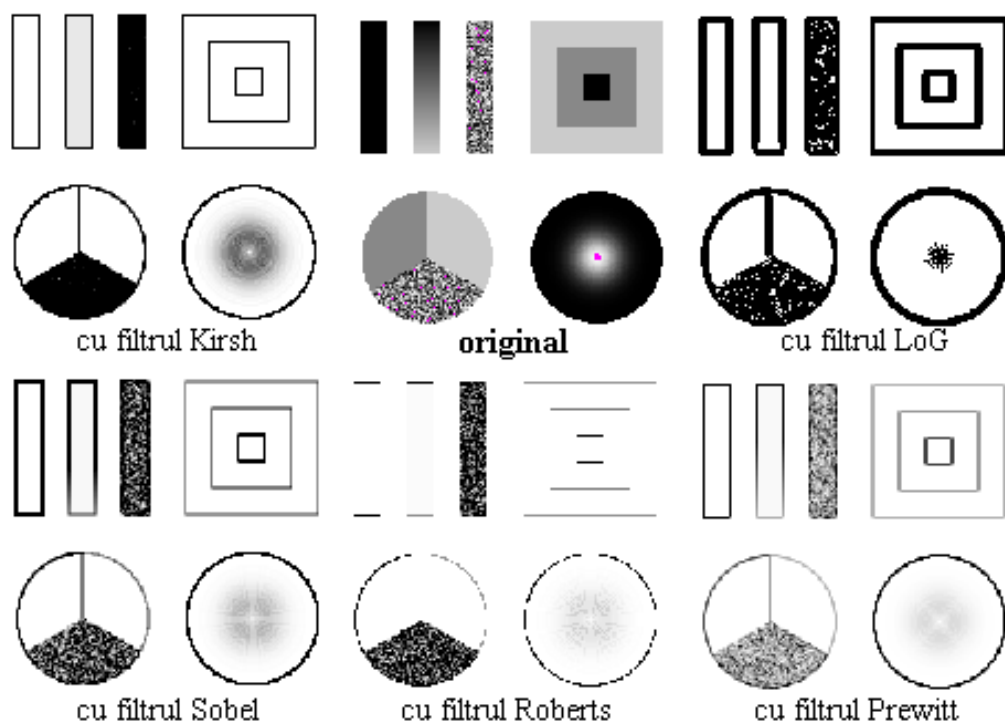 cu filtrul Kirsh
original
cu filtrul LoG
cu filtrul Sobel
cu filtrul Roberts
cu filtrul Prewitt